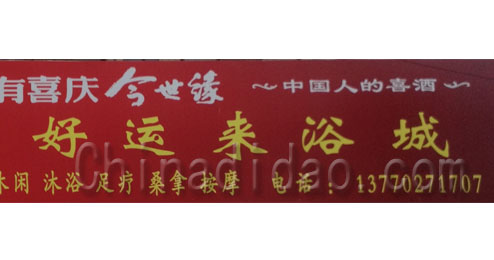 有喜庆 今世缘 ~中国人的喜酒~
好运来浴城
Chinadidao.com
休闲 沐浴 足疗 桑拿 按摩 电话：13770271707